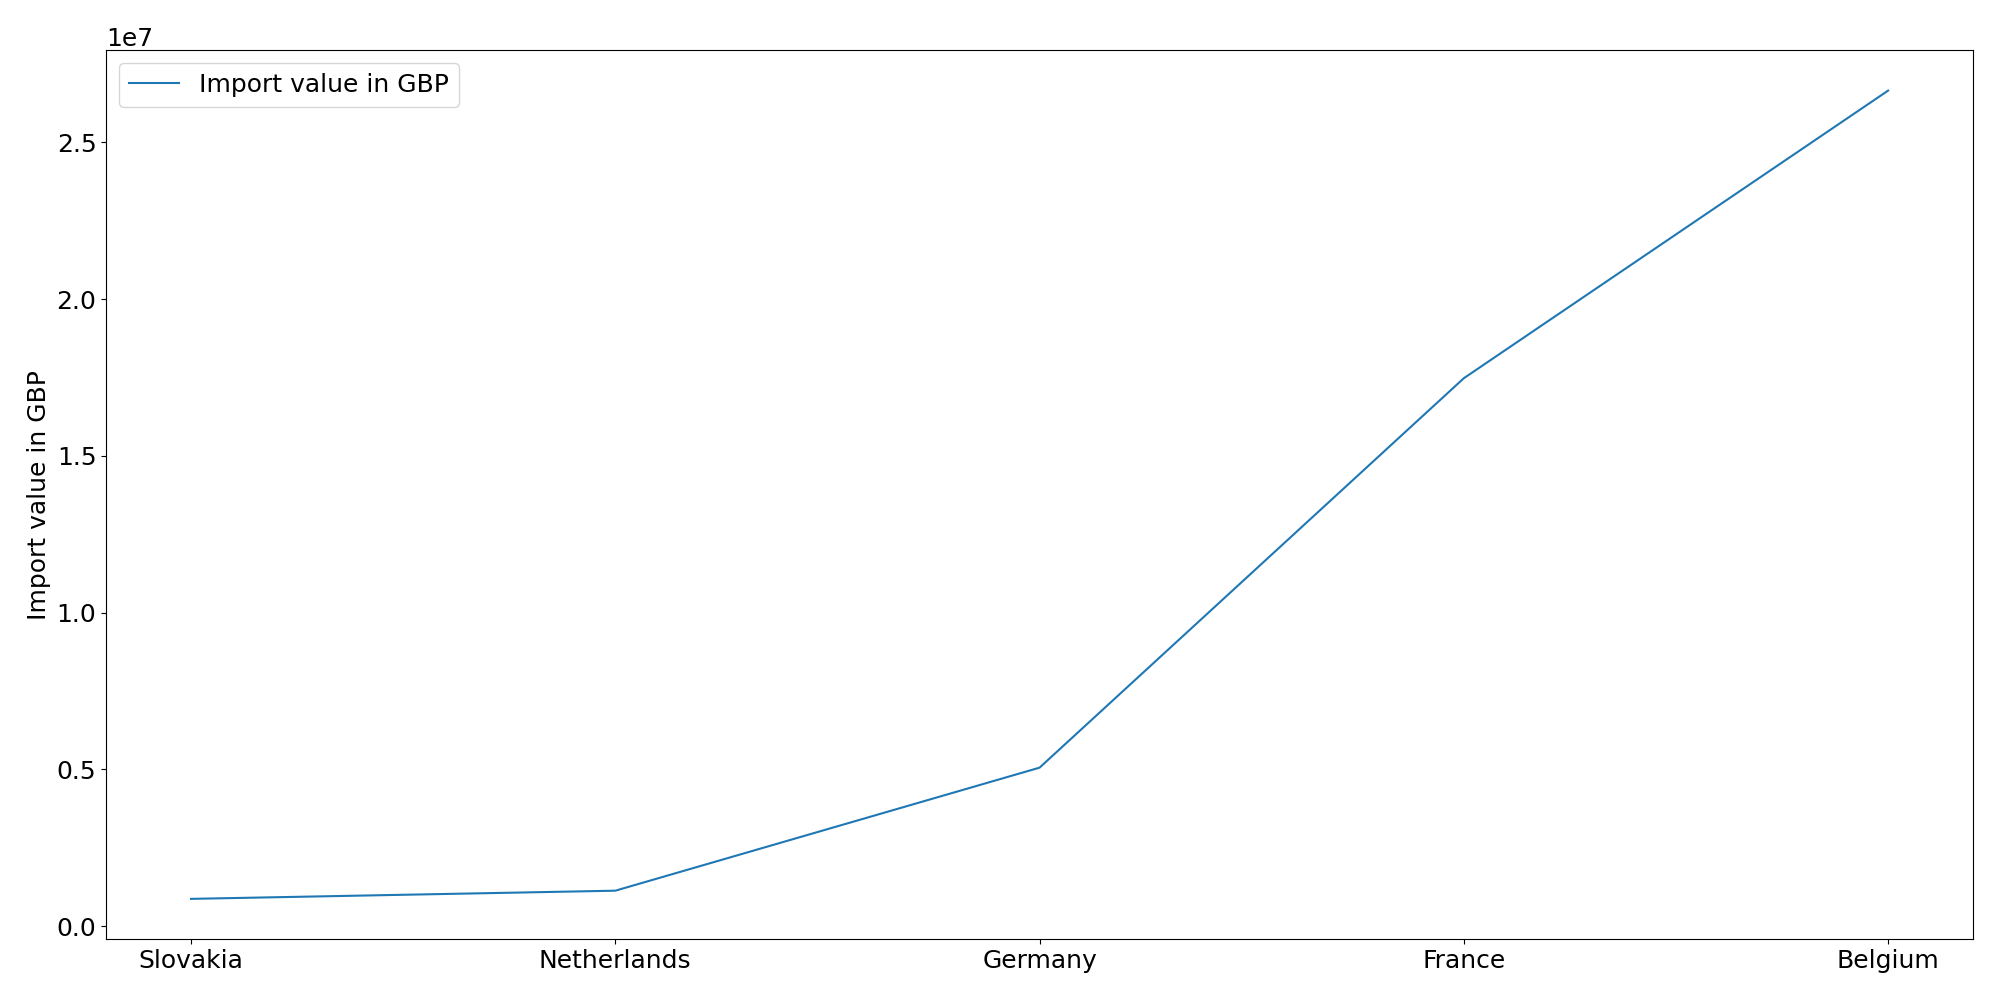 1e7
Import value in GBP
2.5
2.0
1.5
1.0
0.5
0.0
Import value in GBP
Slovakia Netherlands Germany France Belgium